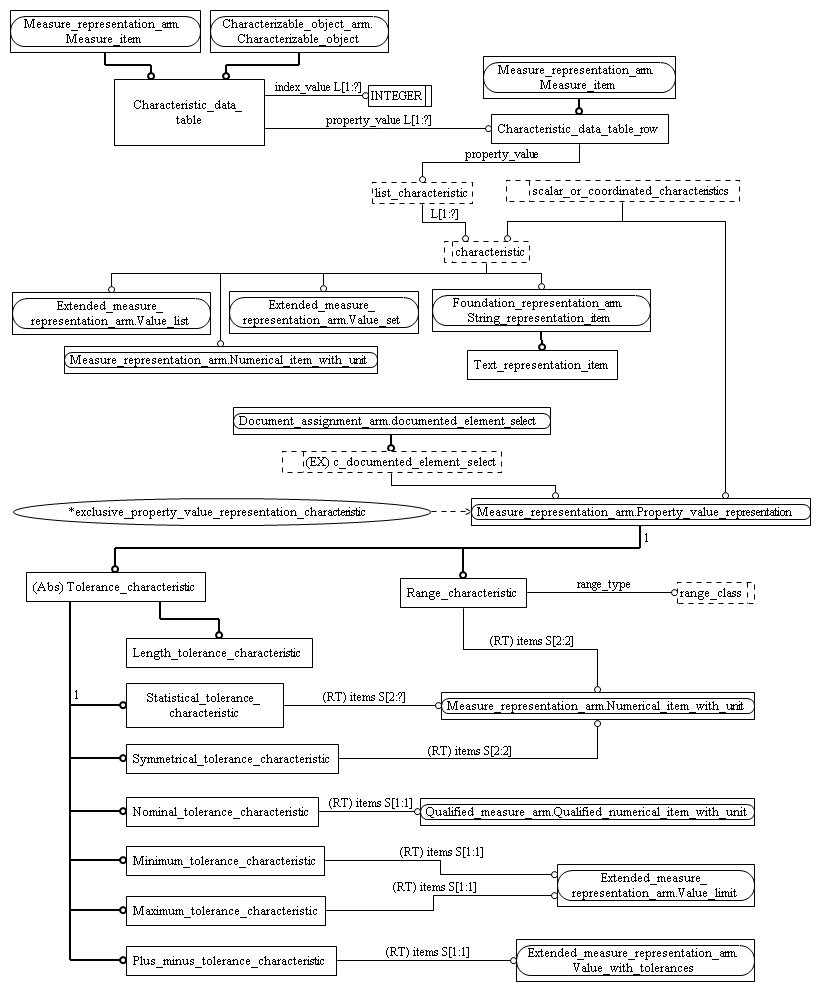 Measure_representation_arm.
Measure_item
Characterizable_object_arm.
Characterizable_object
Characteristic_data_
table
index_value L[1:?]
INTEGER
property_value L[1:?]
Measure_representation_arm.
Measure_item
Characteristic_data_table_row
property_value
list_characteristic
scalar_or_coordinated_characteristics
L[1:?]
characteristic
Extended_measure_
representation_arm.Value_list
Extended_measure_
representation_arm.Value_set
Foundation_representation_arm.
String_representation_item
Measure_representation_arm.Numerical_item_with_unit
Text_representation_item
Document_assignment_arm.documented_element_select
(EX) c_documented_element_select
*exclusive_property_value_representation_characteristic
Measure_representation_arm.Property_value_representation
1
(Abs) Tolerance_characteristic
Range_characteristic
range_type
range_class
Length_tolerance_characteristic
(RT) items S[2:2]
1
Statistical_tolerance_
characteristic
(RT) items S[2:?]
Measure_representation_arm.Numerical_item_with_unit
Symmetrical_tolerance_characteristic
(RT) items S[2:2]
Nominal_tolerance_characteristic
(RT) items S[1:1]
Qualified_measure_arm.Qualified_numerical_item_with_unit
Minimum_tolerance_characteristic
(RT) items S[1:1]
Extended_measure_
representation_arm.Value_limit
Maximum_tolerance_characteristic
(RT) items S[1:1]
Plus_minus_tolerance_characteristic
(RT) items S[1:1]
Extended_measure_representation_arm.
Value_with_tolerances